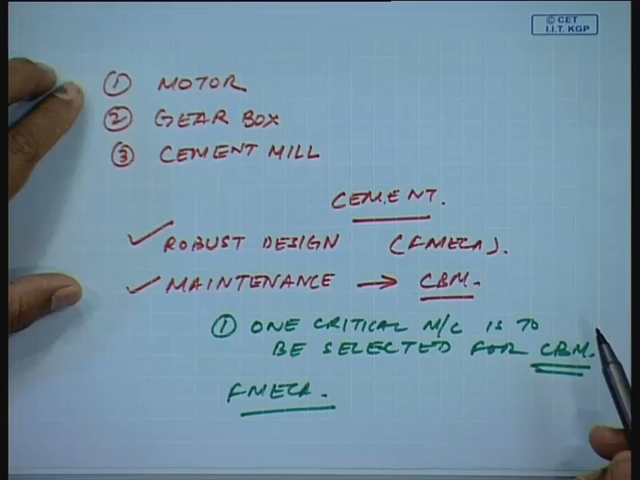 © CET
I.I.T. KGP
① MOTOR
② GEAR BOX
③ CEMENT MILL
CEMENT.
✓ ROBUST DESIGN (FMECA).
✓ MAINTENANCE → CBM.
① ONE CRITICAL M/C IS TO
BE SELECTED FOR CBM.
FMECA.